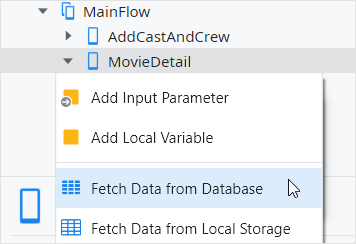 MainFlow
AddCastAndCrew
MovieDetail
Add Input Parameter
Add Local Variable
Fetch Data from Database
Fetch Data from Local Storage